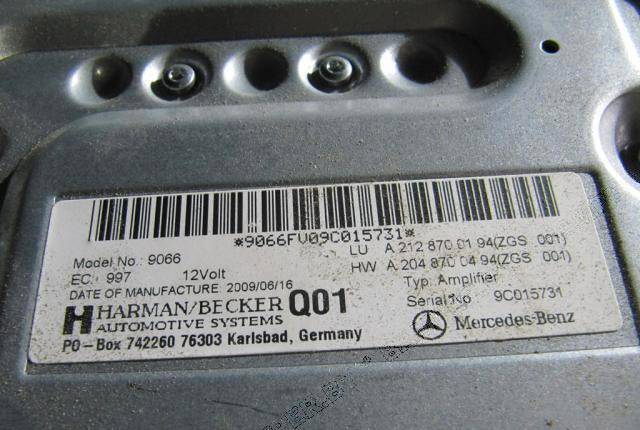 *9066FV09C015731*
Model No.: 9066
LU A 212 870 01 94(ZGS 001)
EC: 997 12Volt
HW A 204 870 04 94(ZGS 001)
DATE OF MANUFACTURE: 2009/06/16
Typ: Amplifier
HARMAN/BECKER Q01
Serial.No 9C015731
AUTOMOTIVE SYSTEMS
Mercedes-Benz
PO-Box 742260 76303 Karlsbad, Germany